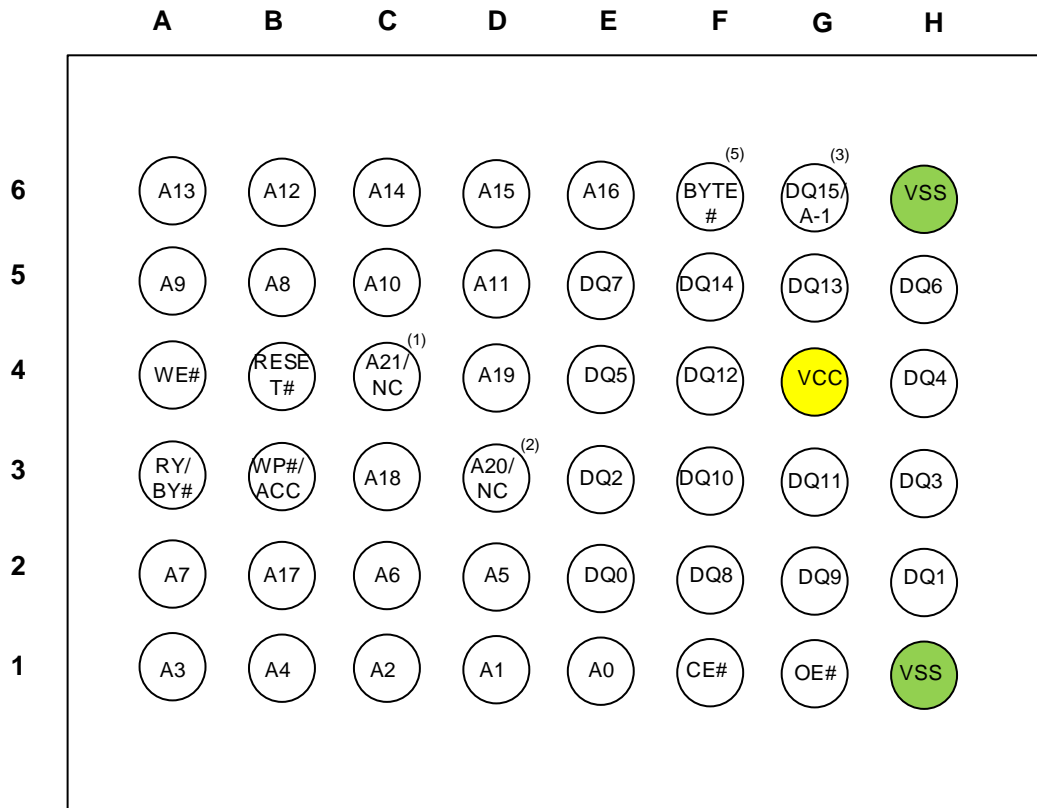 A B C D E F G H
(5) (3)
6 A13 A12 A14 A15 A16 BYTE DQ15/ VSS
# A-1
5 A9 A8 A10 A11 DQ7 DQ14 DQ13 DQ6
(1)
4 WE# RESE A21/ A19 DQ5 DQ12 VCC DQ4
T# NC
(2)
3 RY/ WP#/ A18 A20/ DQ2 DQ10 DQ11 DQ3
BY# ACC NC
2 A7 A17 A6 A5 DQ0 DQ8 DQ9 DQ1
1 A3 A4 A2 A1 A0 CE# OE# VSS